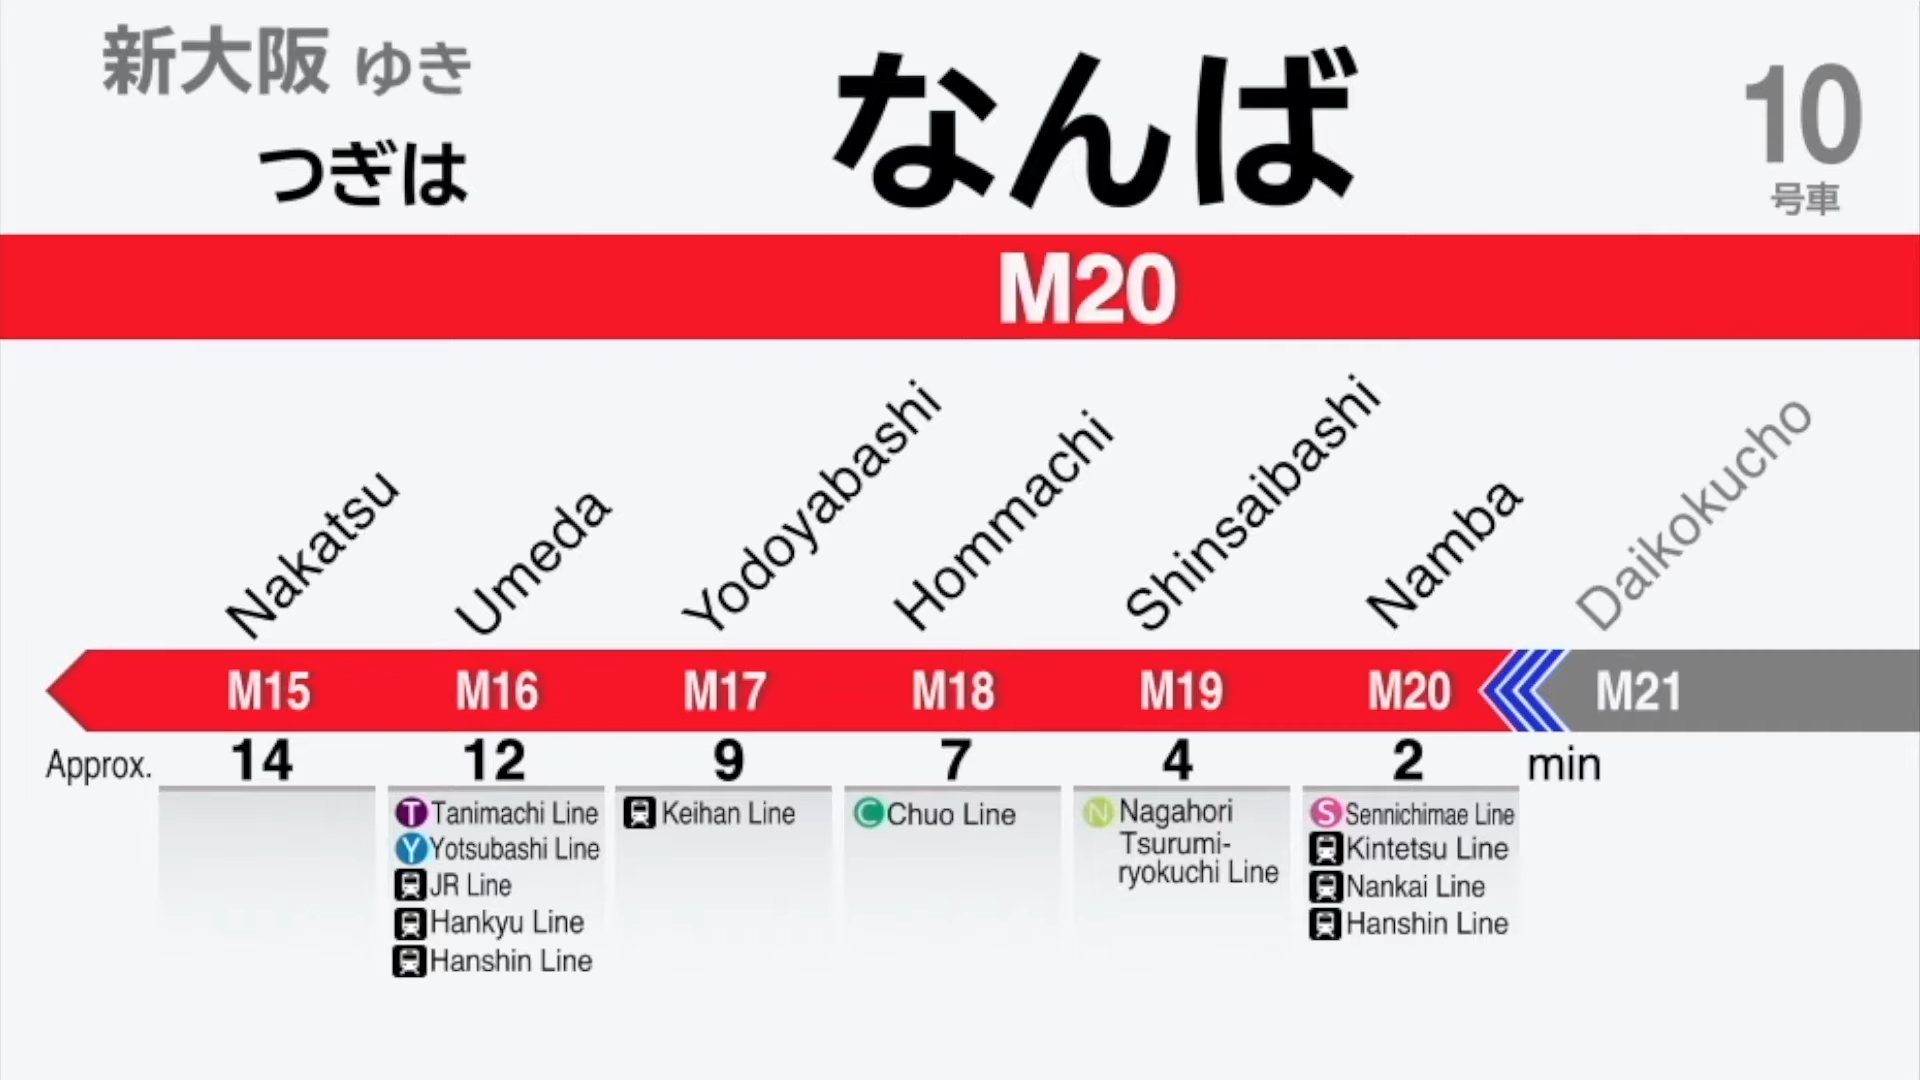 新大阪 ゆき
つぎは
なんば
10
号車
M20
Nakatsu
Umeda
Yodoyabashi
Hommachi
Shinsaibashi
Namba
Daikokucho
M15 M16 M17 M18 M19 M20 M21
Approx. 14 12 9 7 4 2 min
T Tanimachi Line
Y Yotsubashi Line
JR Line
Hankyu Line
Hanshin Line
Keihan Line
C Chuo Line
N Nagahori
Tsurumi-
ryokuchi Line
S Sennichimae Line
Kintetsu Line
Nankai Line
Hanshin Line